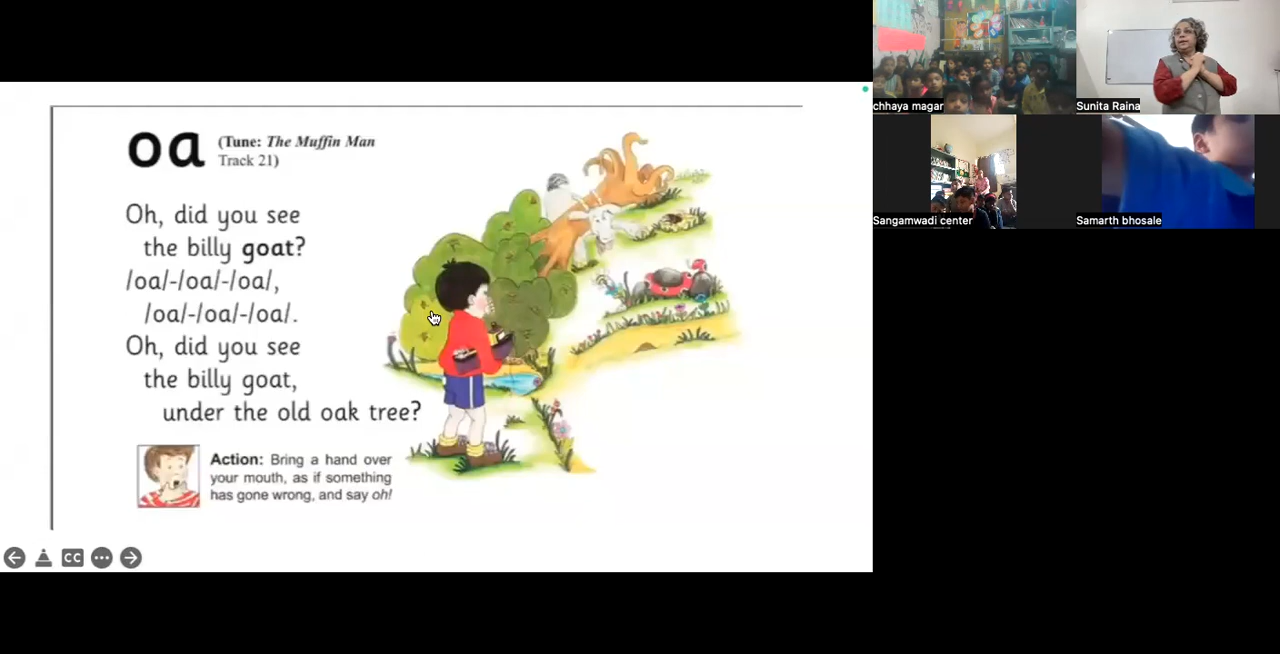 oa
(Tune: The Muffin Man
Track 21)
Oh, did you see
the billy goat?
/oa/-/oa/-/oa/,
/oa/-/oa/-/oa/.
Oh, did you see
the billy goat,
under the old oak tree?
Action: Bring a hand over
your mouth, as if something
has gone wrong, and say oh!
CC
chhaya magar
Sunita Raina
Sangamwadi center
Samarth bhosale